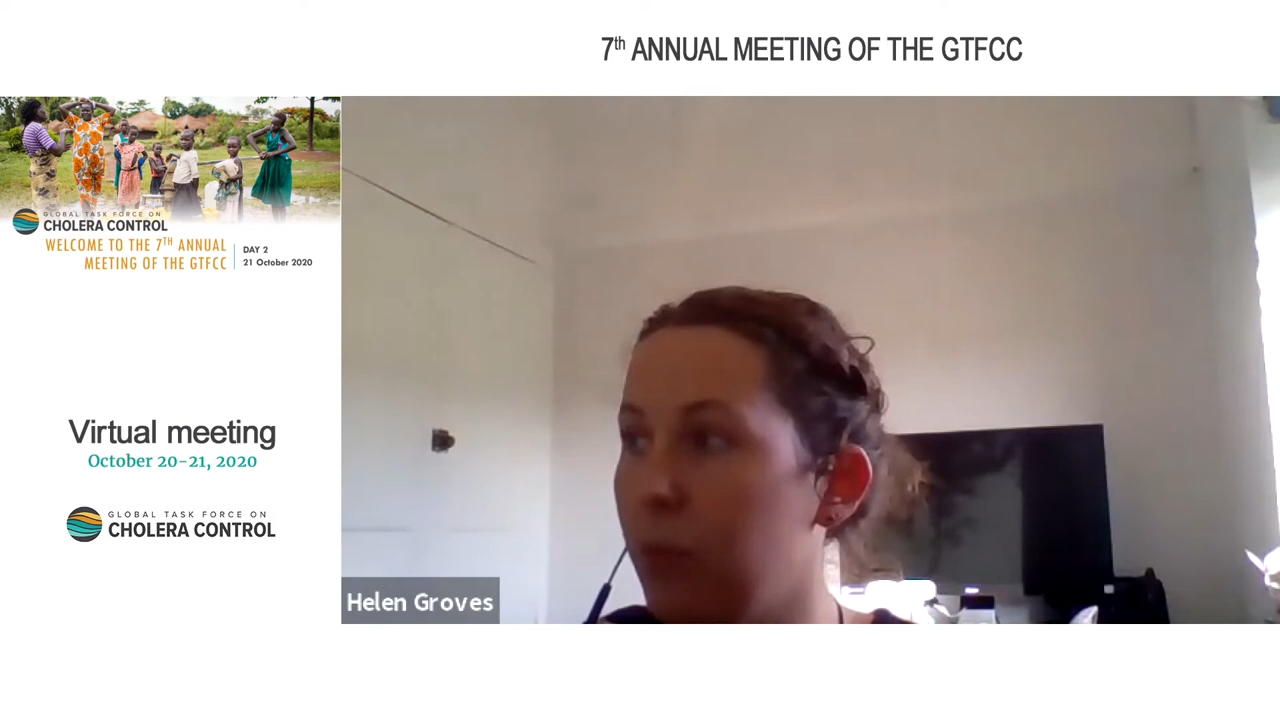 7th ANNUAL MEETING OF THE GTFCC
GLOBAL TASK FORCE ON
CHOLERA CONTROL
WELCOME TO THE 7TH ANNUAL
MEETING OF THE GTFCC
DAY 2
21 October 2020
Virtual meeting
October 20-21, 2020
GLOBAL TASK FORCE ON
CHOLERA CONTROL
Helen Groves